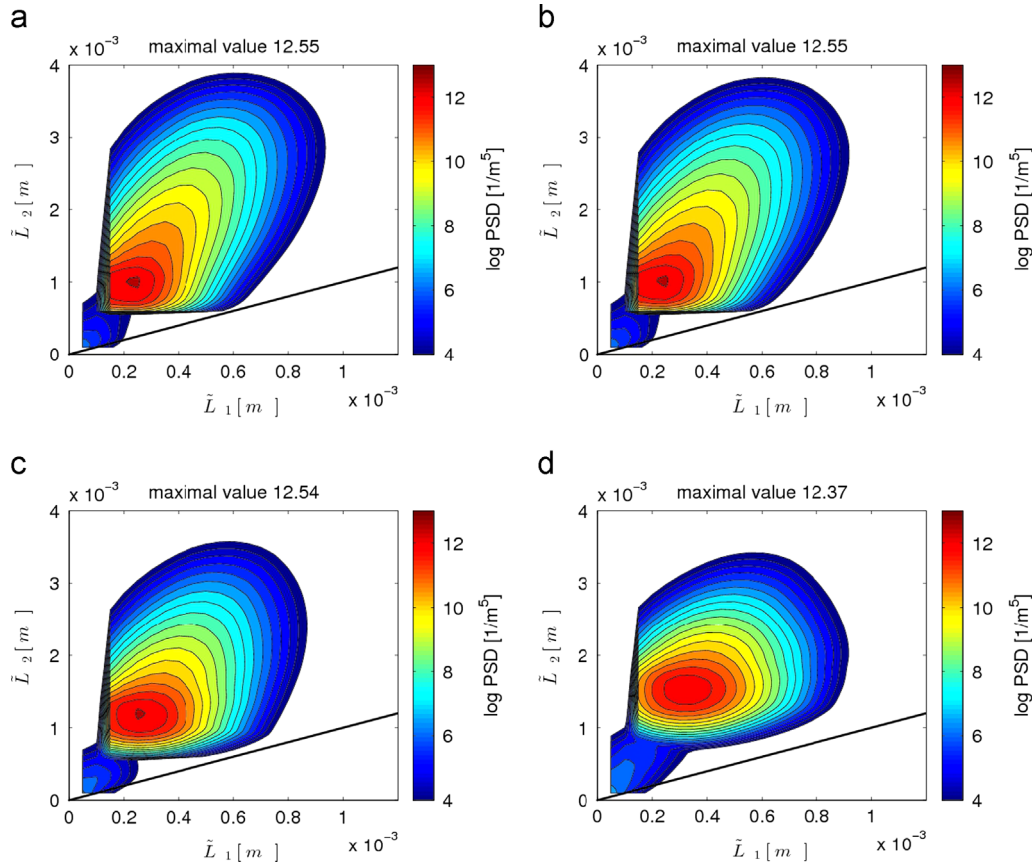 a
x 10⁻³
maximal value 12.55
4
3
2
1
0
L̃ ₂ [ m ]
0
0.2
0.4
0.6
0.8
1
x 10⁻³
L̃ ₁ [ m ]
12
10
8
6
4
log PSD [1/m⁵]
b
x 10⁻³
maximal value 12.55
4
3
2
1
0
L̃ ₂ [ m ]
0
0.2
0.4
0.6
0.8
1
x 10⁻³
L̃ ₁ [ m ]
12
10
8
6
4
log PSD [1/m⁵]
c
x 10⁻³
maximal value 12.54
4
3
2
1
0
L̃ ₂ [ m ]
0
0.2
0.4
0.6
0.8
1
x 10⁻³
L̃ ₁ [ m ]
12
10
8
6
4
log PSD [1/m⁵]
d
x 10⁻³
maximal value 12.37
4
3
2
1
0
L̃ ₂ [ m ]
0
0.2
0.4
0.6
0.8
1
x 10⁻³
L̃ ₁ [ m ]
12
10
8
6
4
log PSD [1/m⁵]